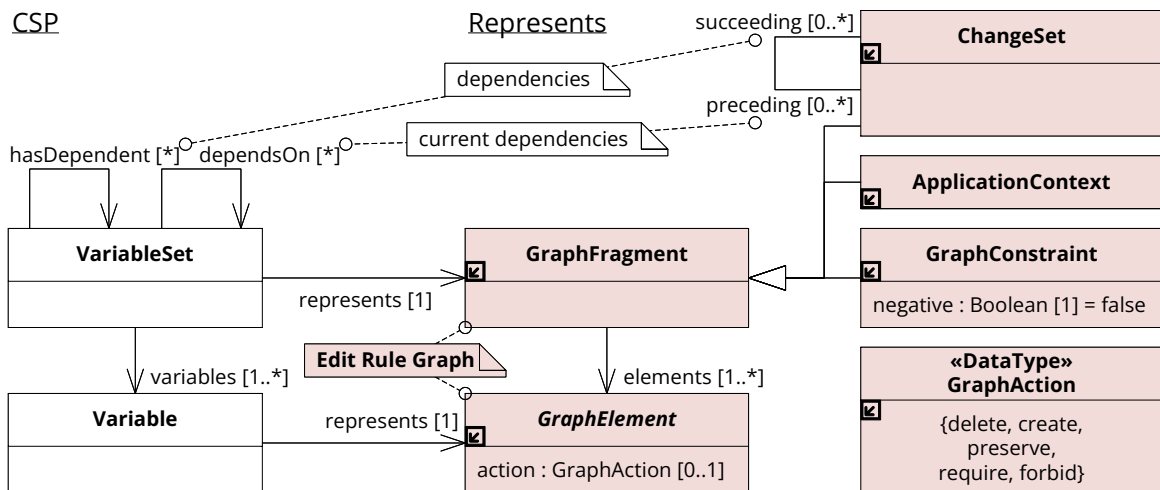 CSP
Represents
succeeding [0..*]
ChangeSet
dependencies
preceding [0..*]
current dependencies
hasDependent [*]
dependsOn [*]
ApplicationContext
VariableSet
GraphFragment
GraphConstraint
represents [1]
negative : Boolean [1] = false
Edit Rule Graph
variables [1..*]
elements [1..*]
«DataType»
GraphAction
Variable
represents [1]
GraphElement
action : GraphAction [0..1]
{delete, create,
preserve,
require, forbid}